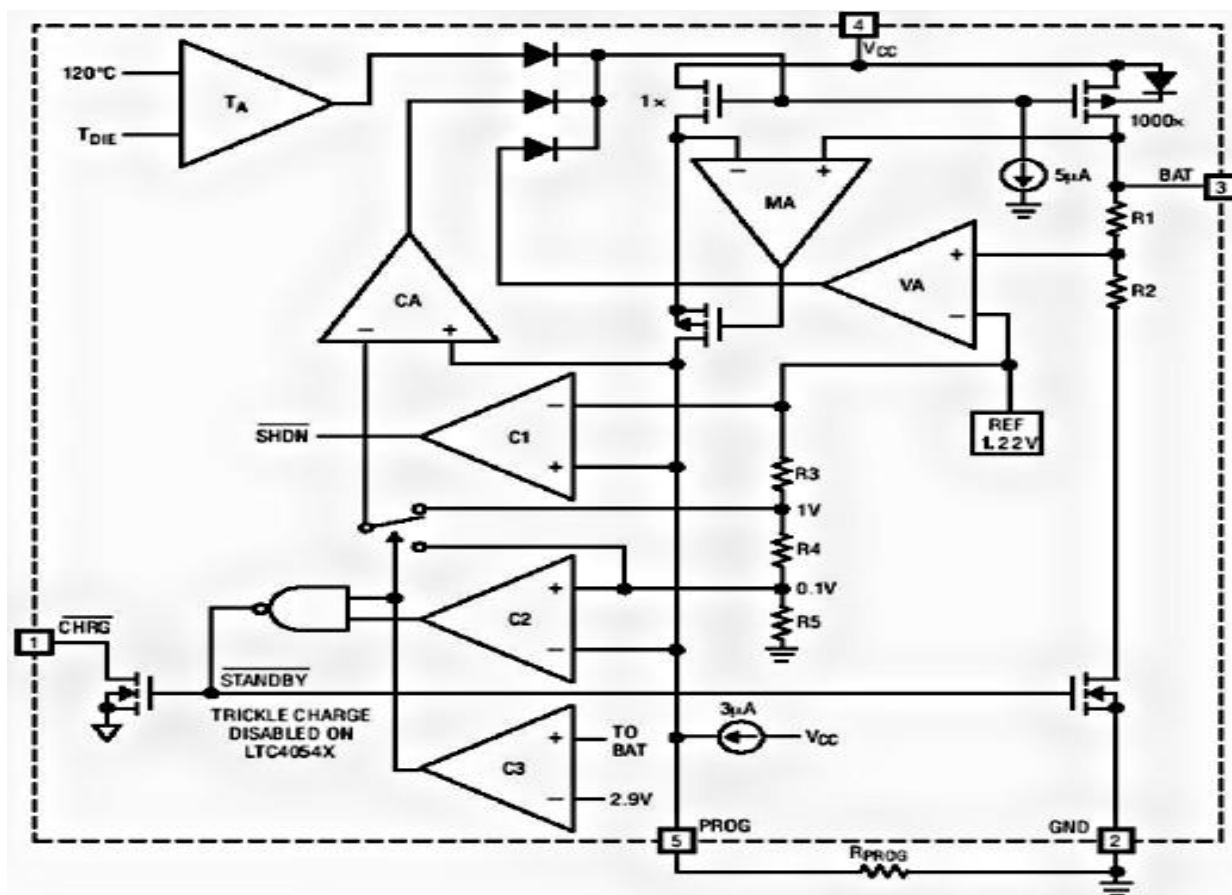 4
VCC
120°C
TA
TDIE
1×
1000×
5µA
BAT
3
– +
MA
R1
+
VA
–
R2
CA
– +
REF
1.22V
–
SHDN
C1
+
R3
1V
R4
+
0.1V
C2
R5
–
1
CHRG
STANDBY
TRICKLE CHARGE
DISABLED ON
LTC4054X
3µA
VCC
+
TO
BAT
C3
–
2.9V
5
PROG
GND
2
RPROG